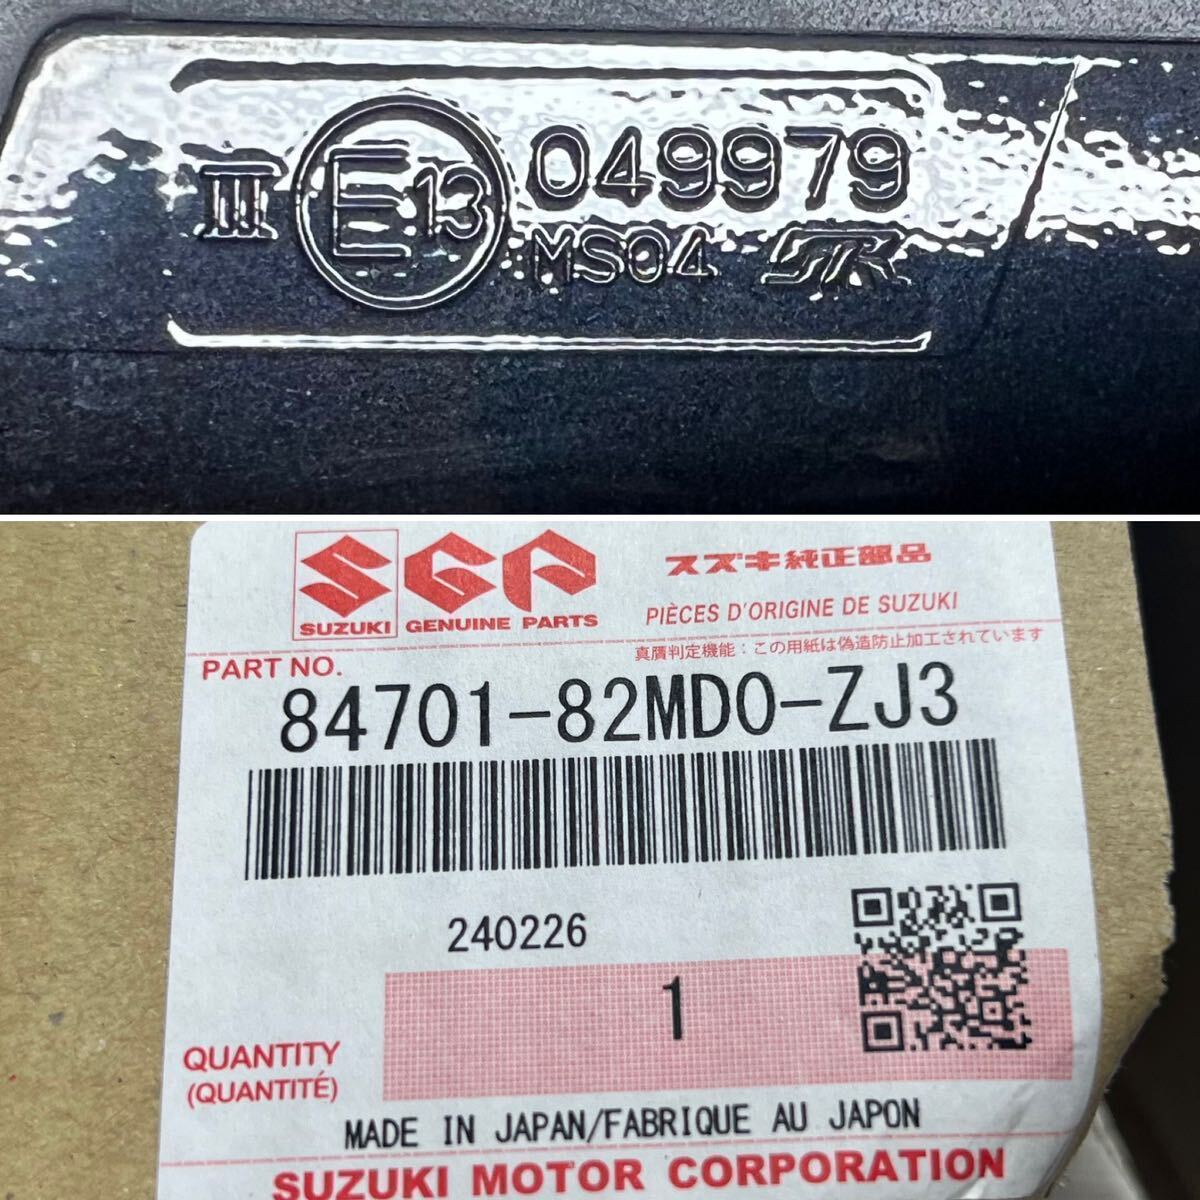 III E13 049979
MS04
SUZUKI GENUINE PARTS
SGP
スズキ純正部品
PIÈCES D'ORIGINE DE SUZUKI
真贋判定機能：この用紙は偽造防止加工されています
PART NO.
84701-82MD0-ZJ3
240226
1
QUANTITY
(QUANTITÉ)
MADE IN JAPAN/FABRIQUE AU JAPON
SUZUKI MOTOR CORPORATION